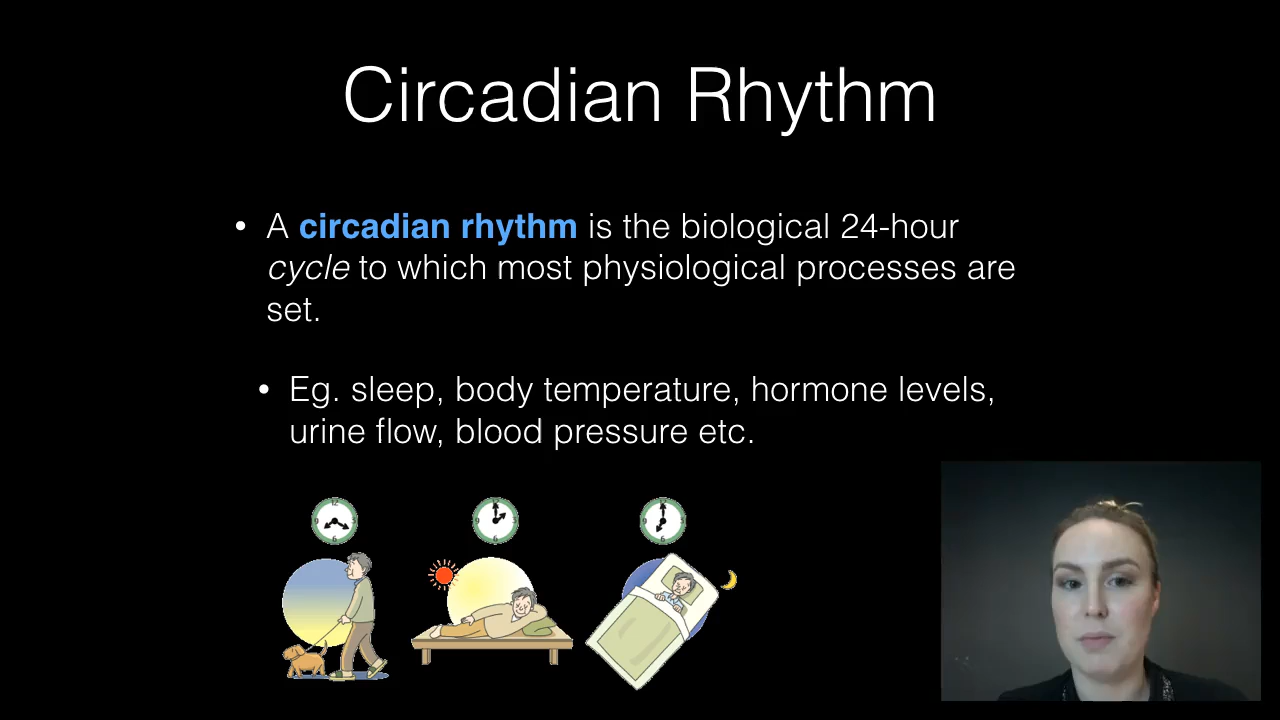 Circadian Rhythm
• A circadian rhythm is the biological 24-hour
cycle to which most physiological processes are
set.
• Eg. sleep, body temperature, hormone levels,
urine flow, blood pressure etc.